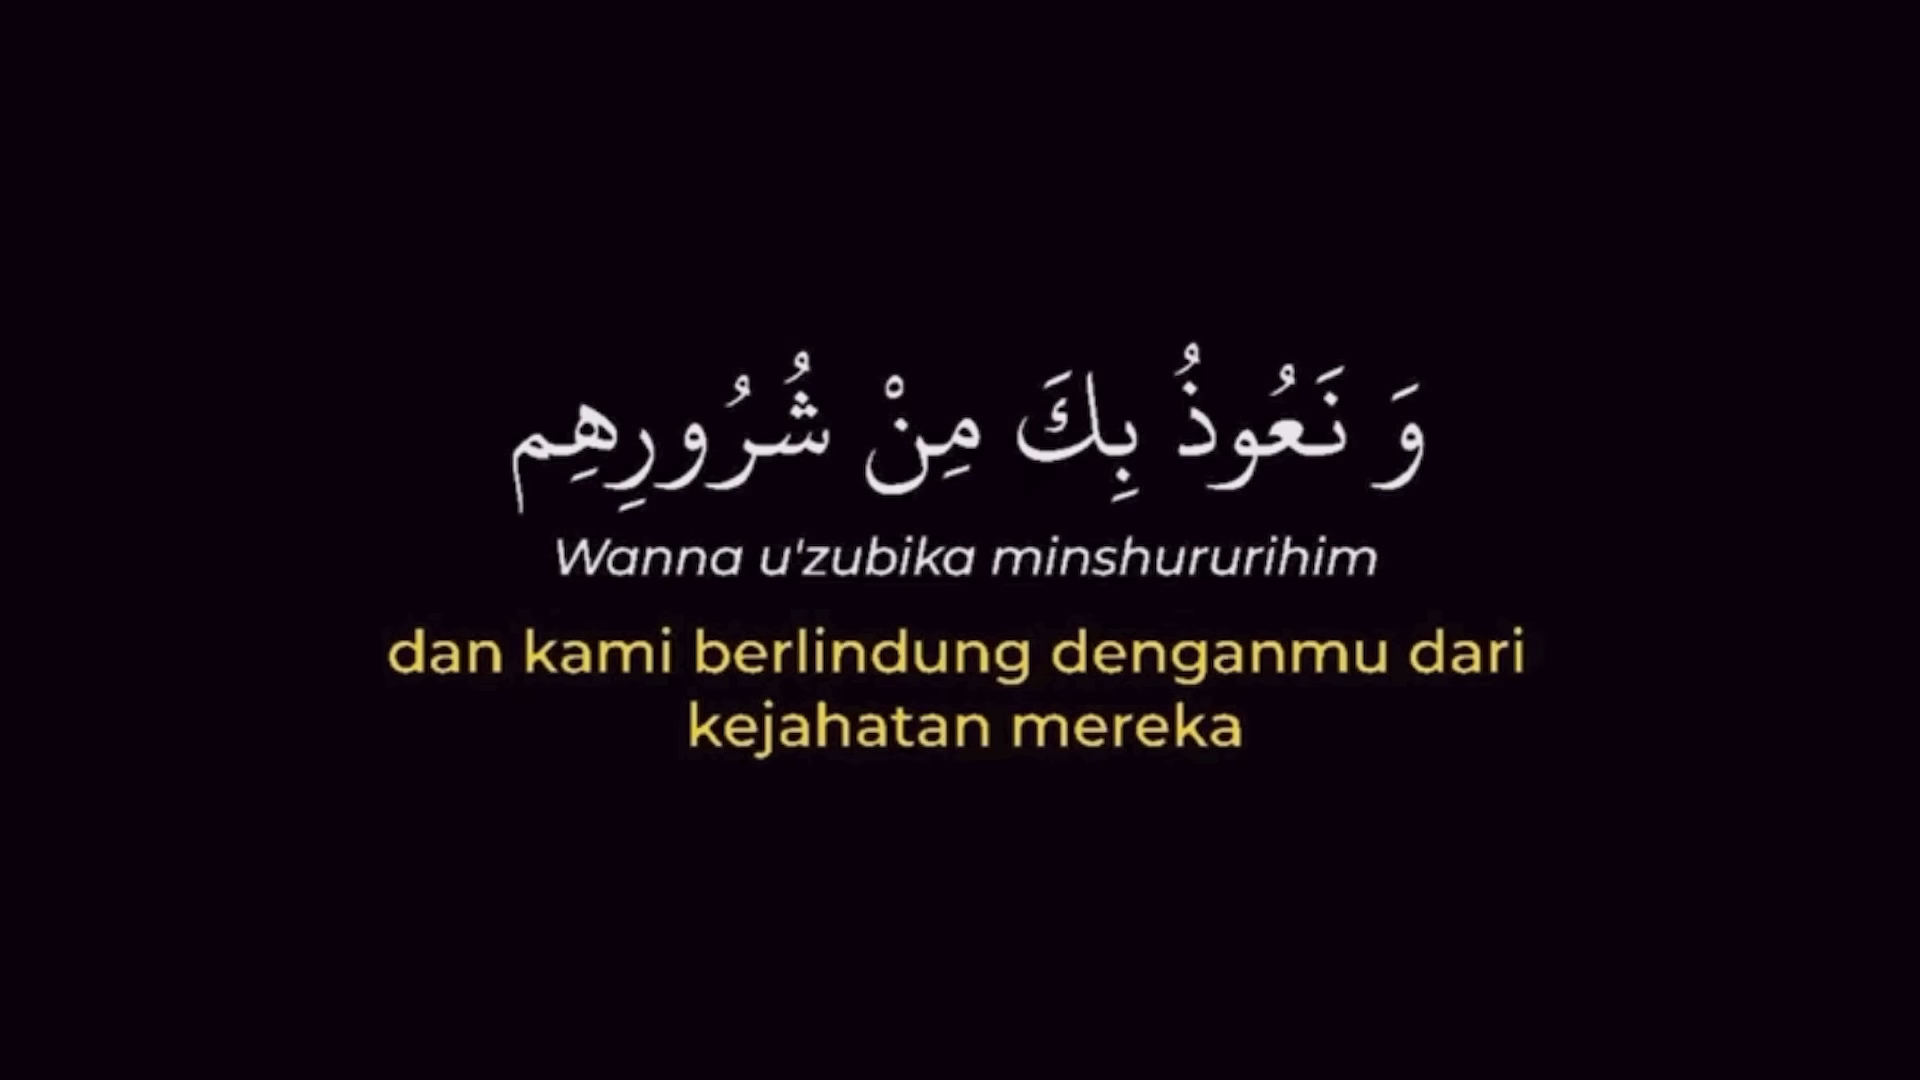 وَ نَعُوذُ بِكَ مِنْ شُرُورِهِم
Wanna u'zubika minshururihim
dan kami berlindung denganmu dari
kejahatan mereka